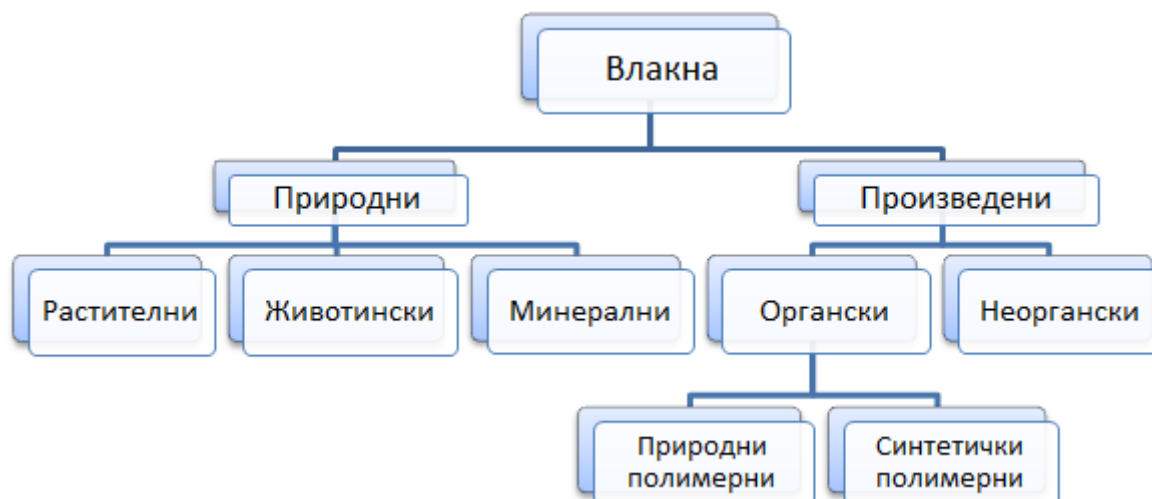 Влакна
Природни
Произведени
Растителни
Животински
Минерални
Органски
Неоргански
Природни
полимерни
Синтетички
полимерни